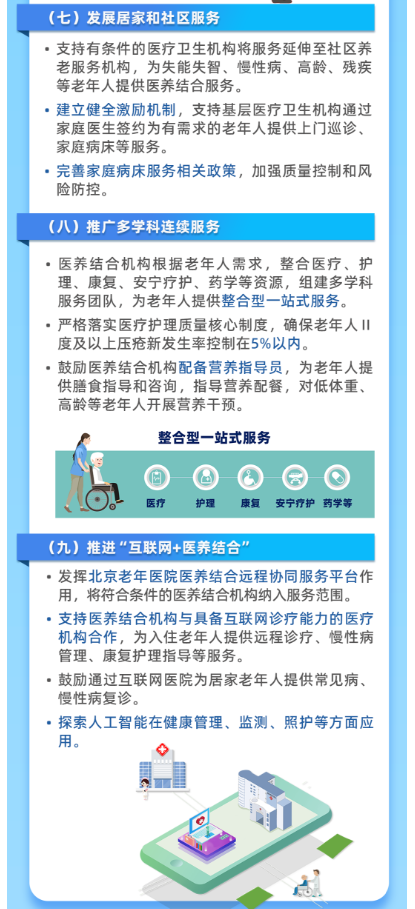 （七）发展居家和社区服务
• 支持有条件的医疗卫生机构将服务延伸至社区养
老服务机构，为失能失智、慢性病、高龄、残疾
等老年人提供医养结合服务。
• 建立健全激励机制，支持基层医疗卫生机构通过
家庭医生签约为有需求的老年人提供上门巡诊、
家庭病床等服务。
• 完善家庭病床服务相关政策，加强质量控制和风
险防控。
（八）推广多学科连续服务
• 医养结合机构根据老年人需求，整合医疗、护
理、康复、安宁疗护、药学等资源，组建多学科
服务团队，为老年人提供整合型一站式服务。
• 严格落实医疗护理质量核心制度，确保老年人Ⅱ
度及以上压疮新发生率控制在5%以内。
• 鼓励医养结合机构配备营养指导员，为老年人提
供膳食指导和咨询，指导营养配餐，对低体重、
高龄等老年人开展营养干预。
整合型一站式服务
医疗 护理 康复 安宁疗护 药学等
（九）推进“互联网+医养结合”
• 发挥北京老年医院医养结合远程协同服务平台作
用，将符合条件的医养结合机构纳入服务范围。
• 支持医养结合机构与具备互联网诊疗能力的医疗
机构合作，为入住老年人提供远程诊疗、慢性病
管理、康复护理指导等服务。
• 鼓励通过互联网医院为居家老年人提供常见病、
慢性病复诊。
• 探索人工智能在健康管理、监测、照护等方面应
用。